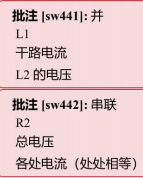 批注 [sw441]: 并
L1
干路电流
L2 的电压
批注 [sw442]: 串联
R2
总电压
各处电流（处处相等）